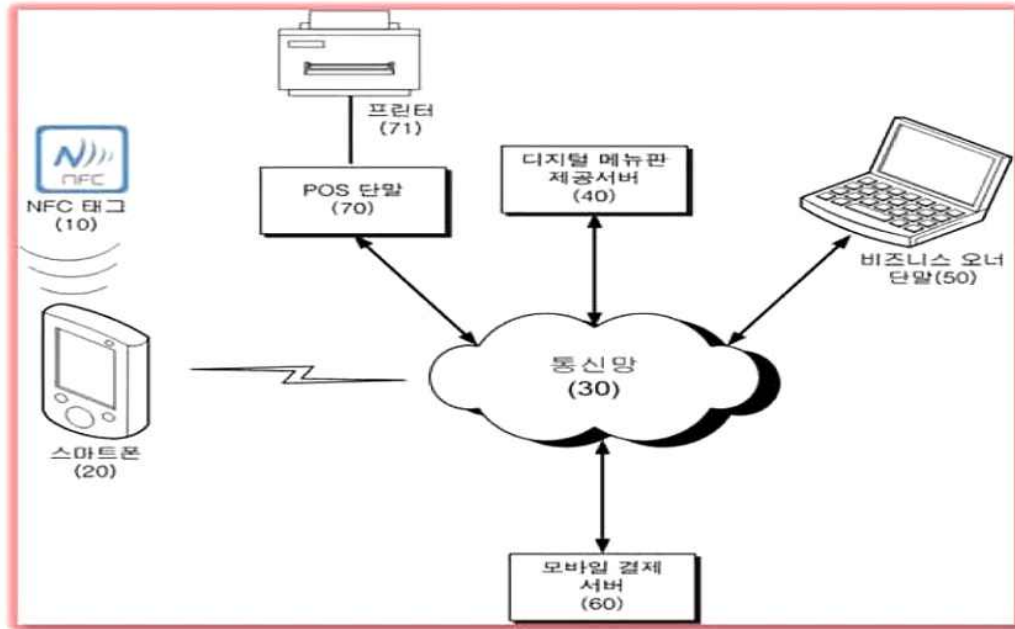 프린터
(71)
NFC
NFC 태그
(10)
POS 단말
(70)
디지털 메뉴판
제공서버
(40)
비즈니스 오너
단말(50)
통신망
(30)
스마트폰
(20)
모바일 결제
서버
(60)